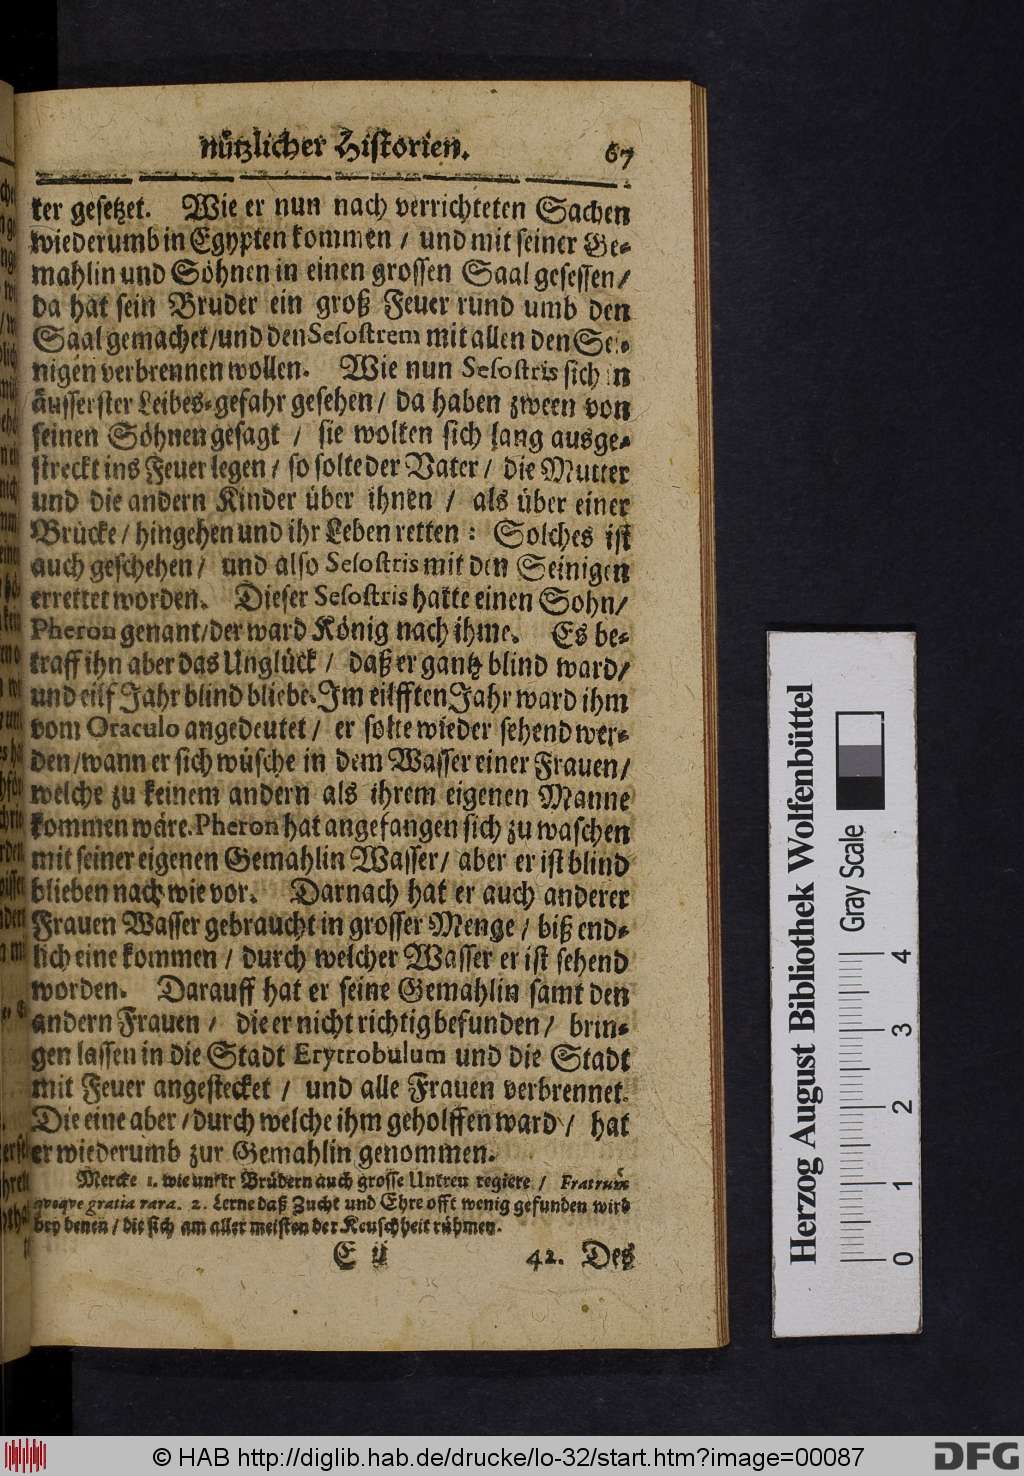 nützlicher Historien. 67
ter gesetzet. Wie er nun nach verrichteten Sachen
wiederumb in Egypten kommen / und mit seiner Ge-
mahlin und Söhnen in einen grossen Saal gesessen /
da hat sein Bruder ein groß Feuer rund umb den
Saal gemachet / und den Sesostrem mit allen den Sei-
nigen verbrennen wollen. Wie nun Sesostris sich in
äusserster Leibes-gefahr gesehen / da haben zween von
seinen Söhnen gesagt / sie wolten sich lang ausge-
streckt ins Feuer legen / so solte der Vater / die Mutter
und die andern Kinder über ihnen / als über einer
Brücke / hingehen und ihr Leben retten : Solches ist
auch geschehen / und also Sesostris mit den Seinigen
errettet worden. Dieser Sesostris hatte einen Sohn /
Pheron genant / der ward König nach ihme. Es be-
traff ihn aber das Unglück / daß er gantz blind ward /
und eilf Jahr blind bliebe. Im eilfften Jahr ward ihm
vom Oraculo angedeutet / er solte wieder sehend wer-
den / wann er sich wüsche in dem Wasser einer Frauen /
welche zu keinem andern als ihrem eigenen Manne
kommen wäre. Pheron hat angefangen sich zu waschen
mit seiner eigenen Gemahlin Wasser / aber er ist blind
blieben nach wie vor. Darnach hat er auch anderer
Frauen Wasser gebraucht in grosser Menge / biß end-
lich eine kommen / durch welcher Wasser er ist sehend
worden. Darauff hat er seine Gemahlin samt den
andern Frauen / die er nicht richtig befunden / brin-
gen lassen in die Stadt Erytrobulum und die Stadt
mit Feuer angestecket / und alle Frauen verbrennet.
Die eine aber / durch welche ihm geholffen ward / hat
er wiederumb zur Gemahlin genommen.
Mercke 1. wie unter Brüdern auch grosse Untreu regiere / Fratrum
qvoqve gratia rara. 2. Lerne daß Zucht und Ehre offt wenig gefunden wird
bey denen / die sich am aller meisten der Keuschheit rühmen.
E ij 42. Des
Herzog August Bibliothek Wolfenbüttel
Gray Scale
0 1 2 3 4
© HAB http://diglib.hab.de/drucke/lo-32/start.htm?image=00087
DFG